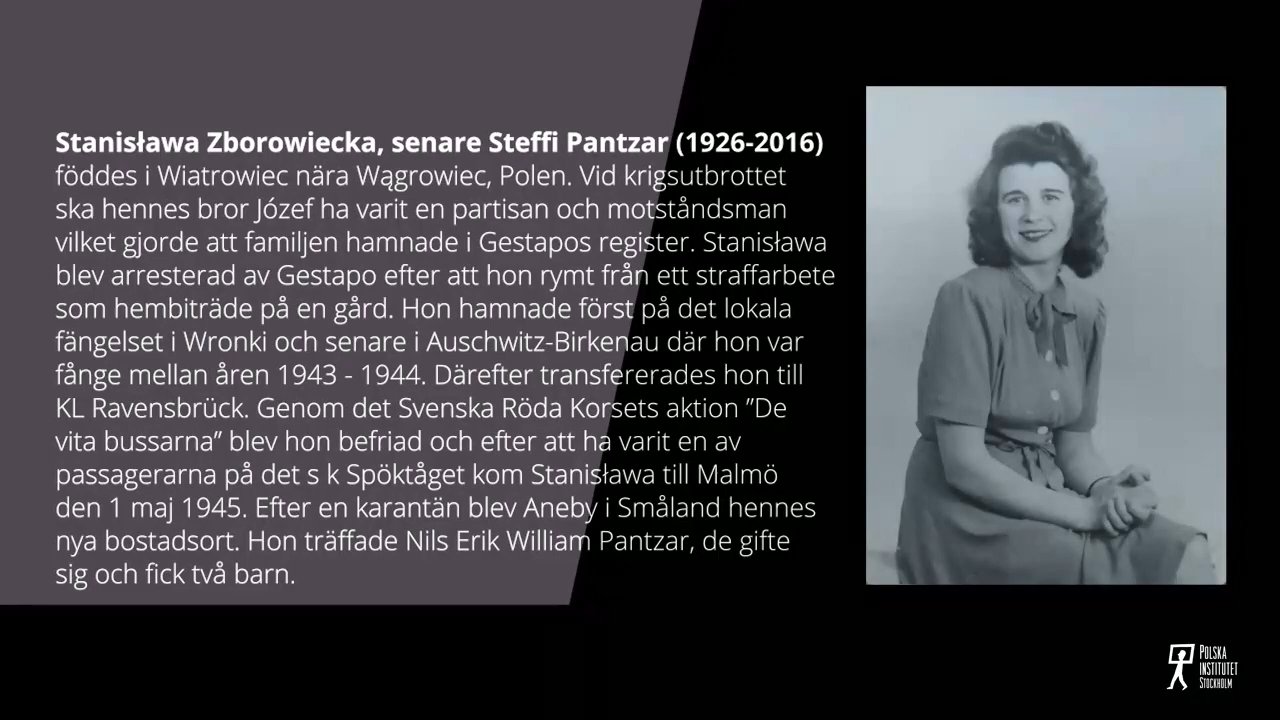 Stanisława Zborowiecka, senare Steffi Pantzar (1926-2016)
föddes i Wiatrowiec nära Wągrowiec, Polen. Vid krigsutbrottet
ska hennes bror Józef ha varit en partisan och motståndsman
vilket gjorde att familjen hamnade i Gestapos register. Stanisława
blev arresterad av Gestapo efter att hon rymt från ett straffarbete
som hembiträde på en gård. Hon hamnade först på det lokala
fängelset i Wronki och senare i Auschwitz-Birkenau där hon var
fånge mellan åren 1943 - 1944. Därefter transfererades hon till
KL Ravensbrück. Genom det Svenska Röda Korsets aktion ”De
vita bussarna” blev hon befriad och efter att ha varit en av
passagerarna på det s k Spöktåget kom Stanisława till Malmö
den 1 maj 1945. Efter en karantän blev Aneby i Småland hennes
nya bostadsort. Hon träffade Nils Erik William Pantzar, de gifte
sig och fick två barn.
POLSKA
INSTITUTET
STOCKHOLM